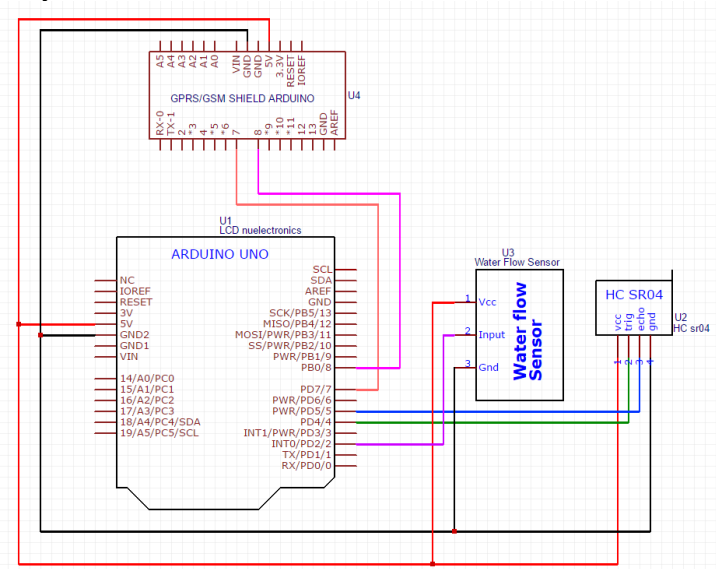 A5
A4
A3
A2
A1
A0
VIN
GND
GND
5V
3.3V
RESET
IOREF
GPRS/GSM SHIELD ARDUINO
U4
RX-0
TX-1
2
*3
4
*5
*6
7
8
*9
*10
*11
12
13
GND
AREF
U1
LCD nuelectronics
ARDUINO UNO
NC
IOREF
RESET
3V
5V
GND2
GND1
VIN
14/A0/PC0
15/A1/PC1
16/A2/PC2
17/A3/PC3
18/A4/PC4/SDA
19/A5/PC5/SCL
SCL
SDA
AREF
GND
SCK/PB5/13
MISO/PB4/12
MOSI/PWR/PB3/11
SS/PWR/PB2/10
PWR/PB1/9
PB0/8
PD7/7
PWR/PD6/6
PWR/PD5/5
PD4/4
INT1/PWR/PD3/3
INT0/PD2/2
TX/PD1/1
RX/PD0/0
U3
Water Flow Sensor
1 Vcc
2 Input
3 Gnd
Water flow
Sensor
HC SR04
vcc
trig
echo
gnd
1
2
3
4
U2
HC sr04